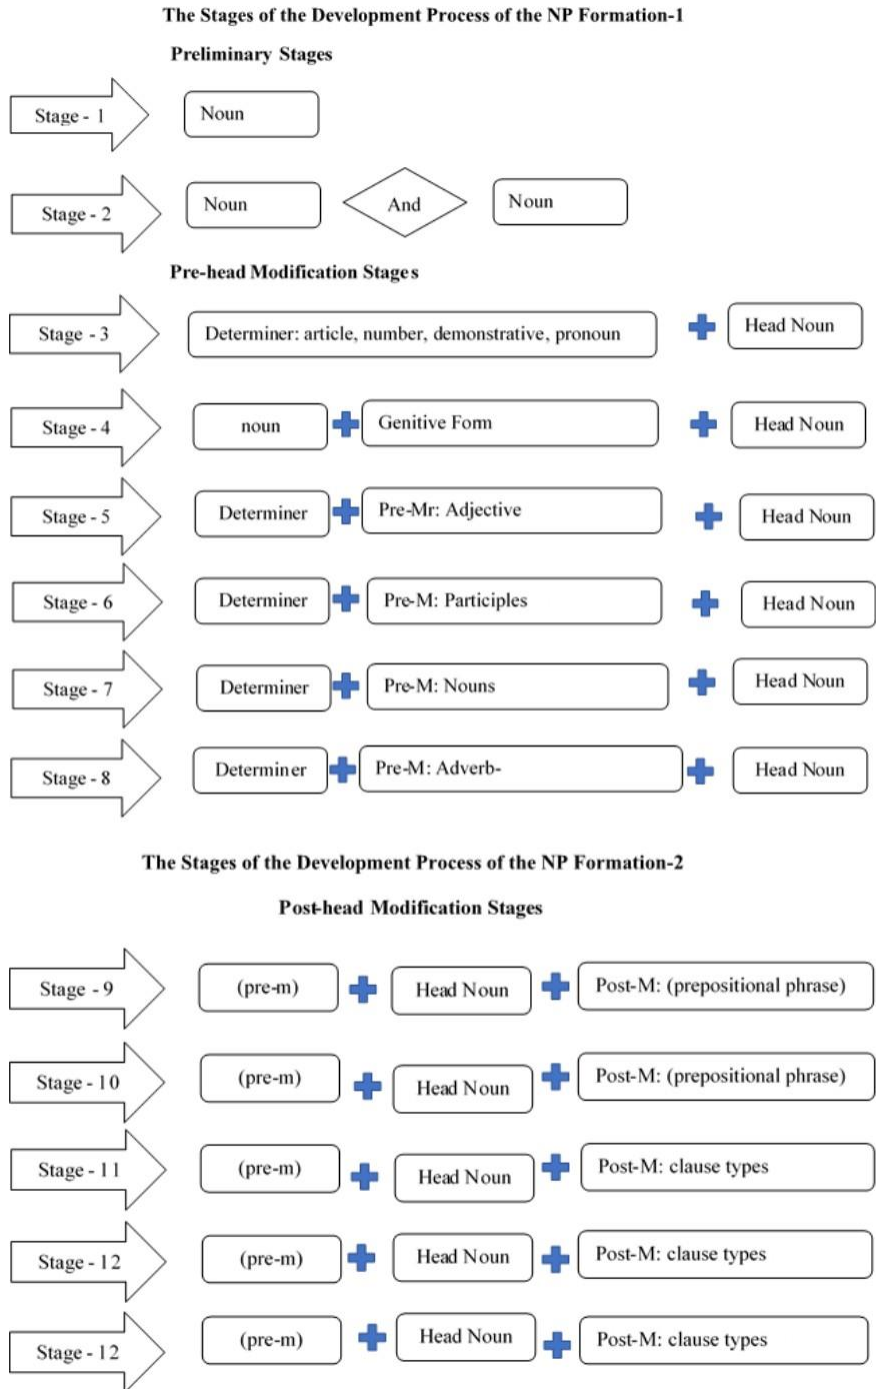 The Stages of the Development Process of the NP Formation-1
Preliminary Stages
Stage - 1 Noun
Stage - 2 Noun And Noun
Pre-head Modification Stages
Stage - 3 Determiner: article, number, demonstrative, pronoun Head Noun
Stage - 4 noun Genitive Form Head Noun
Stage - 5 Determiner Pre-Mr: Adjective Head Noun
Stage - 6 Determiner Pre-M: Participles Head Noun
Stage - 7 Determiner Pre-M: Nouns Head Noun
Stage - 8 Determiner Pre-M: Adverb- Head Noun
The Stages of the Development Process of the NP Formation-2
Post-head Modification Stages
Stage - 9 (pre-m) Head Noun Post-M: (prepositional phrase)
Stage - 10 (pre-m) Head Noun Post-M: (prepositional phrase)
Stage - 11 (pre-m) Head Noun Post-M: clause types
Stage - 12 (pre-m) Head Noun Post-M: clause types
Stage - 12 (pre-m) Head Noun Post-M: clause types